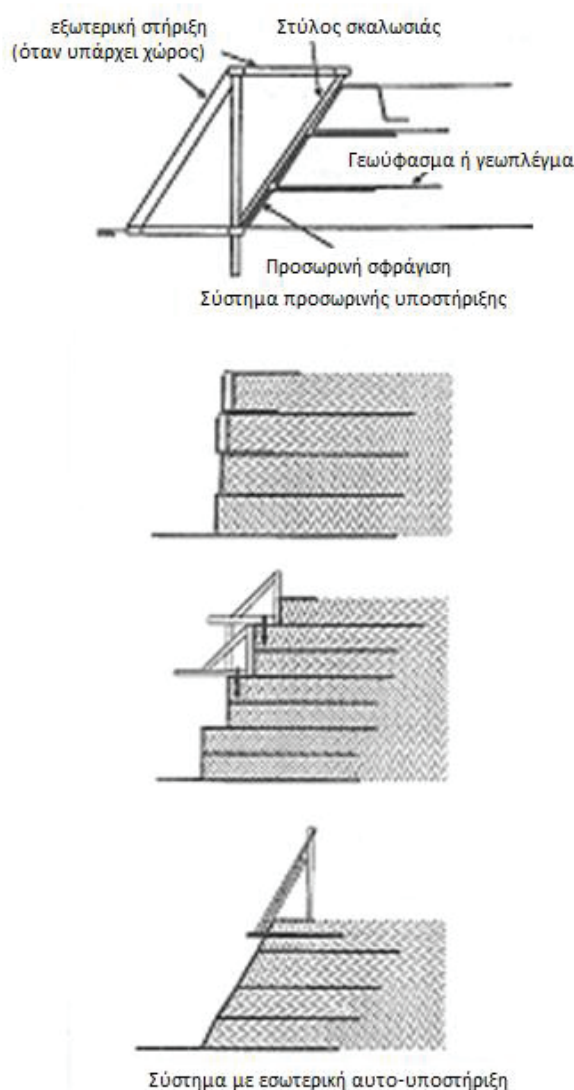 εξωτερική στήριξη
(όταν υπάρχει χώρος)
Στύλος σκαλωσιάς
Γεωύφασμα ή γεωπλέγμα
Προσωρινή σφράγιση
Σύστημα προσωρινής υποστήριξης
Σύστημα με εσωτερική αυτο-υποστήριξη